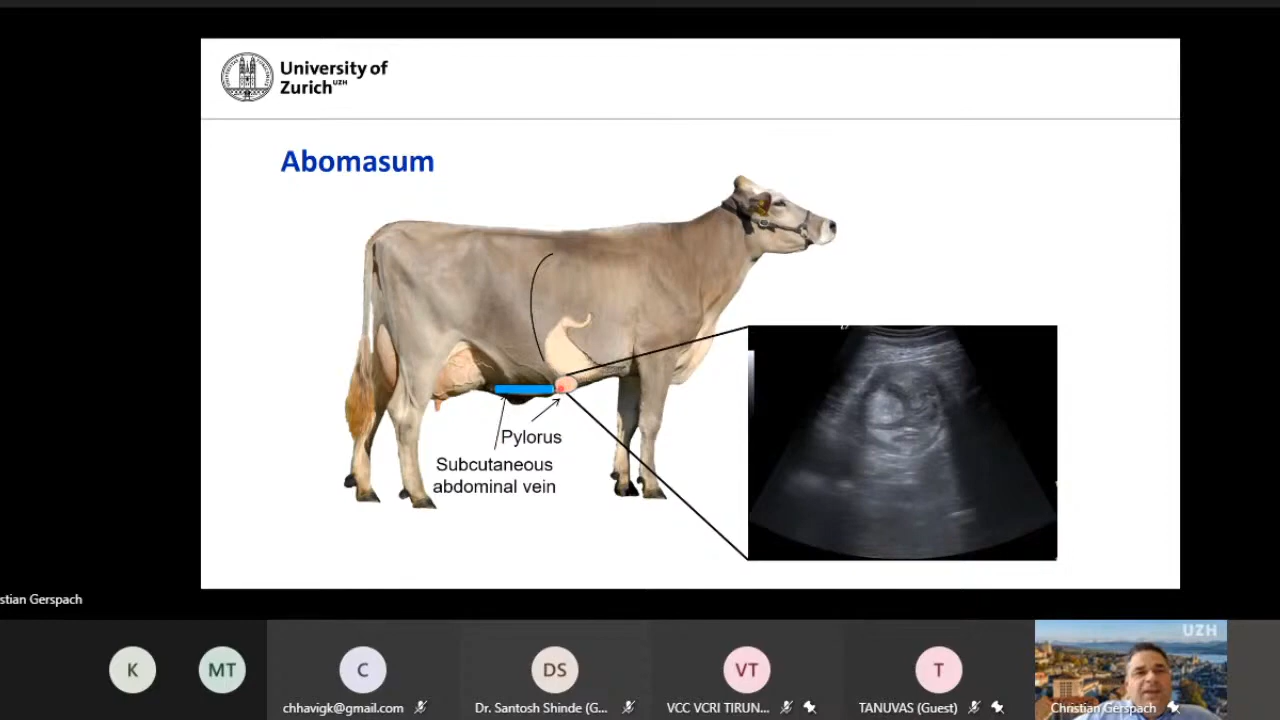 University of
Zurich UZH
Abomasum
Pylorus
Subcutaneous
abdominal vein
stian Gerspach
K
MT
C
DS
VT
T
UZH
chhavigk@gmail.com
Dr. Santosh Shinde (G...
VCC VCRI TIRUN...
TANUVAS (Guest)
Christian Gerspach